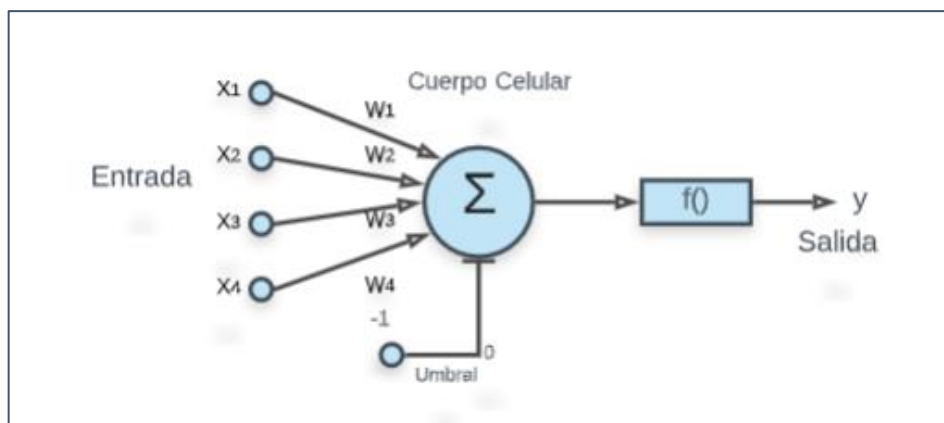 Cuerpo Celular
X1
W1
X2
W2
Entrada
Σ
f()
y
X3
W3
Salida
X4
W4
-1
0
Umbral